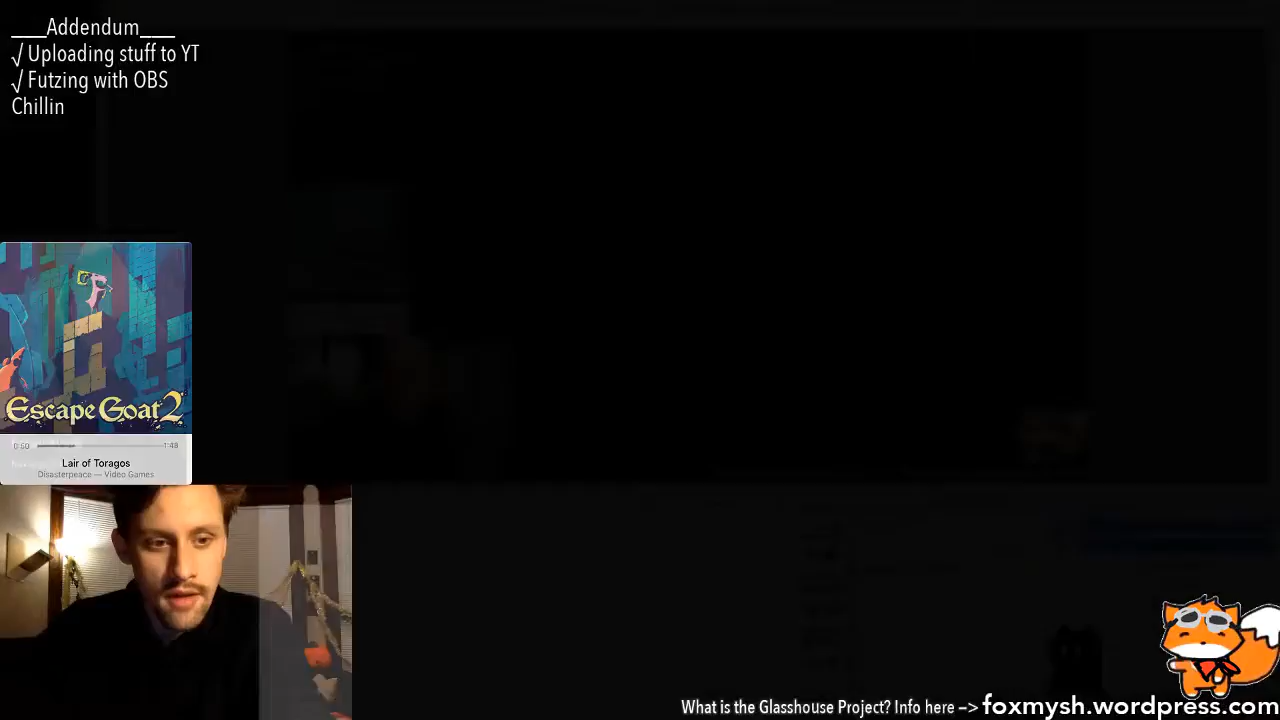 ___Addendum___
√ Uploading stuff to YT
√ Futzing with OBS
Chillin
Escape Goat 2
0:50 -1:48
Lair of Toragos
Disasterpeace — Video Games
What is the Glasshouse Project? Info here –> foxmysh.wordpress.com